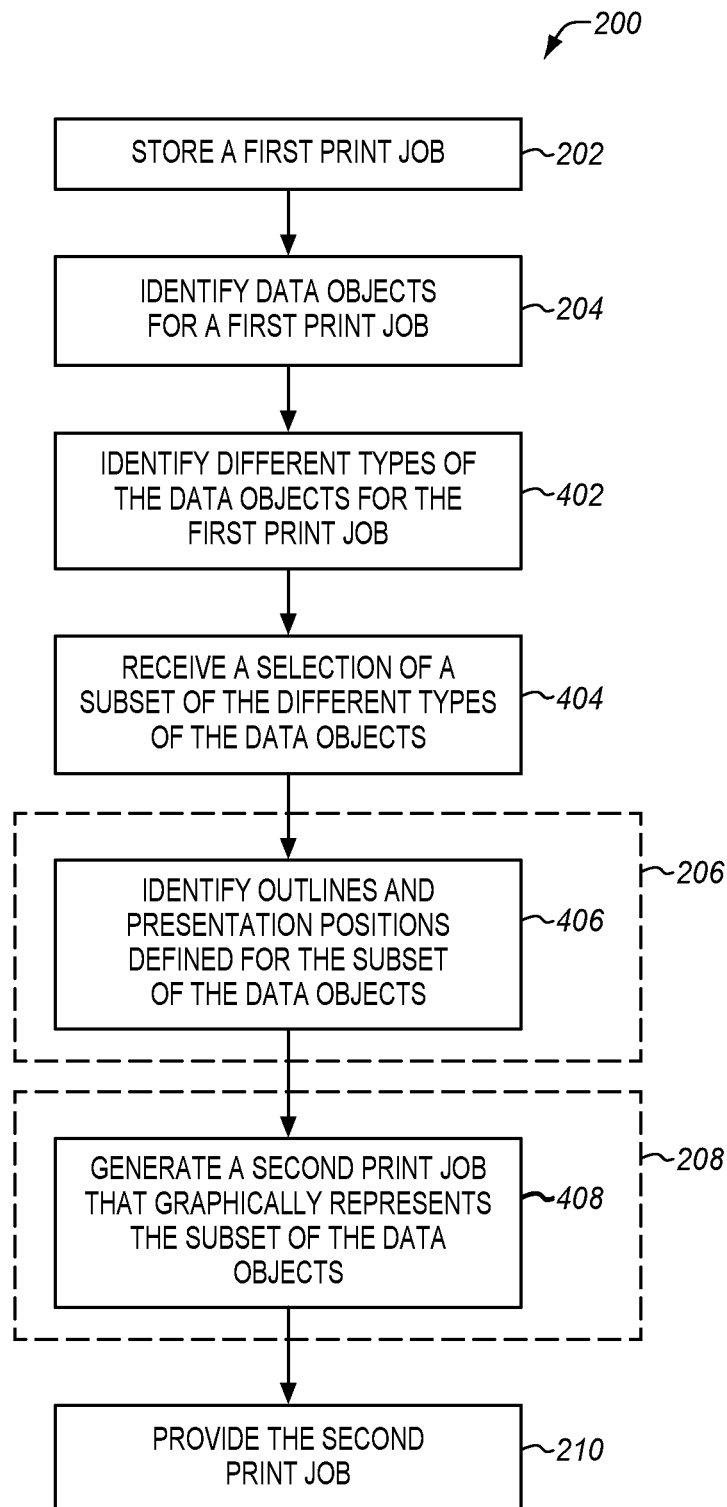 200
STORE A FIRST PRINT JOB
202
IDENTIFY DATA OBJECTS
FOR A FIRST PRINT JOB
204
IDENTIFY DIFFERENT TYPES OF
THE DATA OBJECTS FOR THE
FIRST PRINT JOB
402
RECEIVE A SELECTION OF A
SUBSET OF THE DIFFERENT TYPES
OF THE DATA OBJECTS
404
206
IDENTIFY OUTLINES AND
PRESENTATION POSITIONS
DEFINED FOR THE SUBSET
OF THE DATA OBJECTS
406
208
GENERATE A SECOND PRINT JOB
THAT GRAPHICALLY REPRESENTS
THE SUBSET OF THE DATA
OBJECTS
408
PROVIDE THE SECOND
PRINT JOB
210